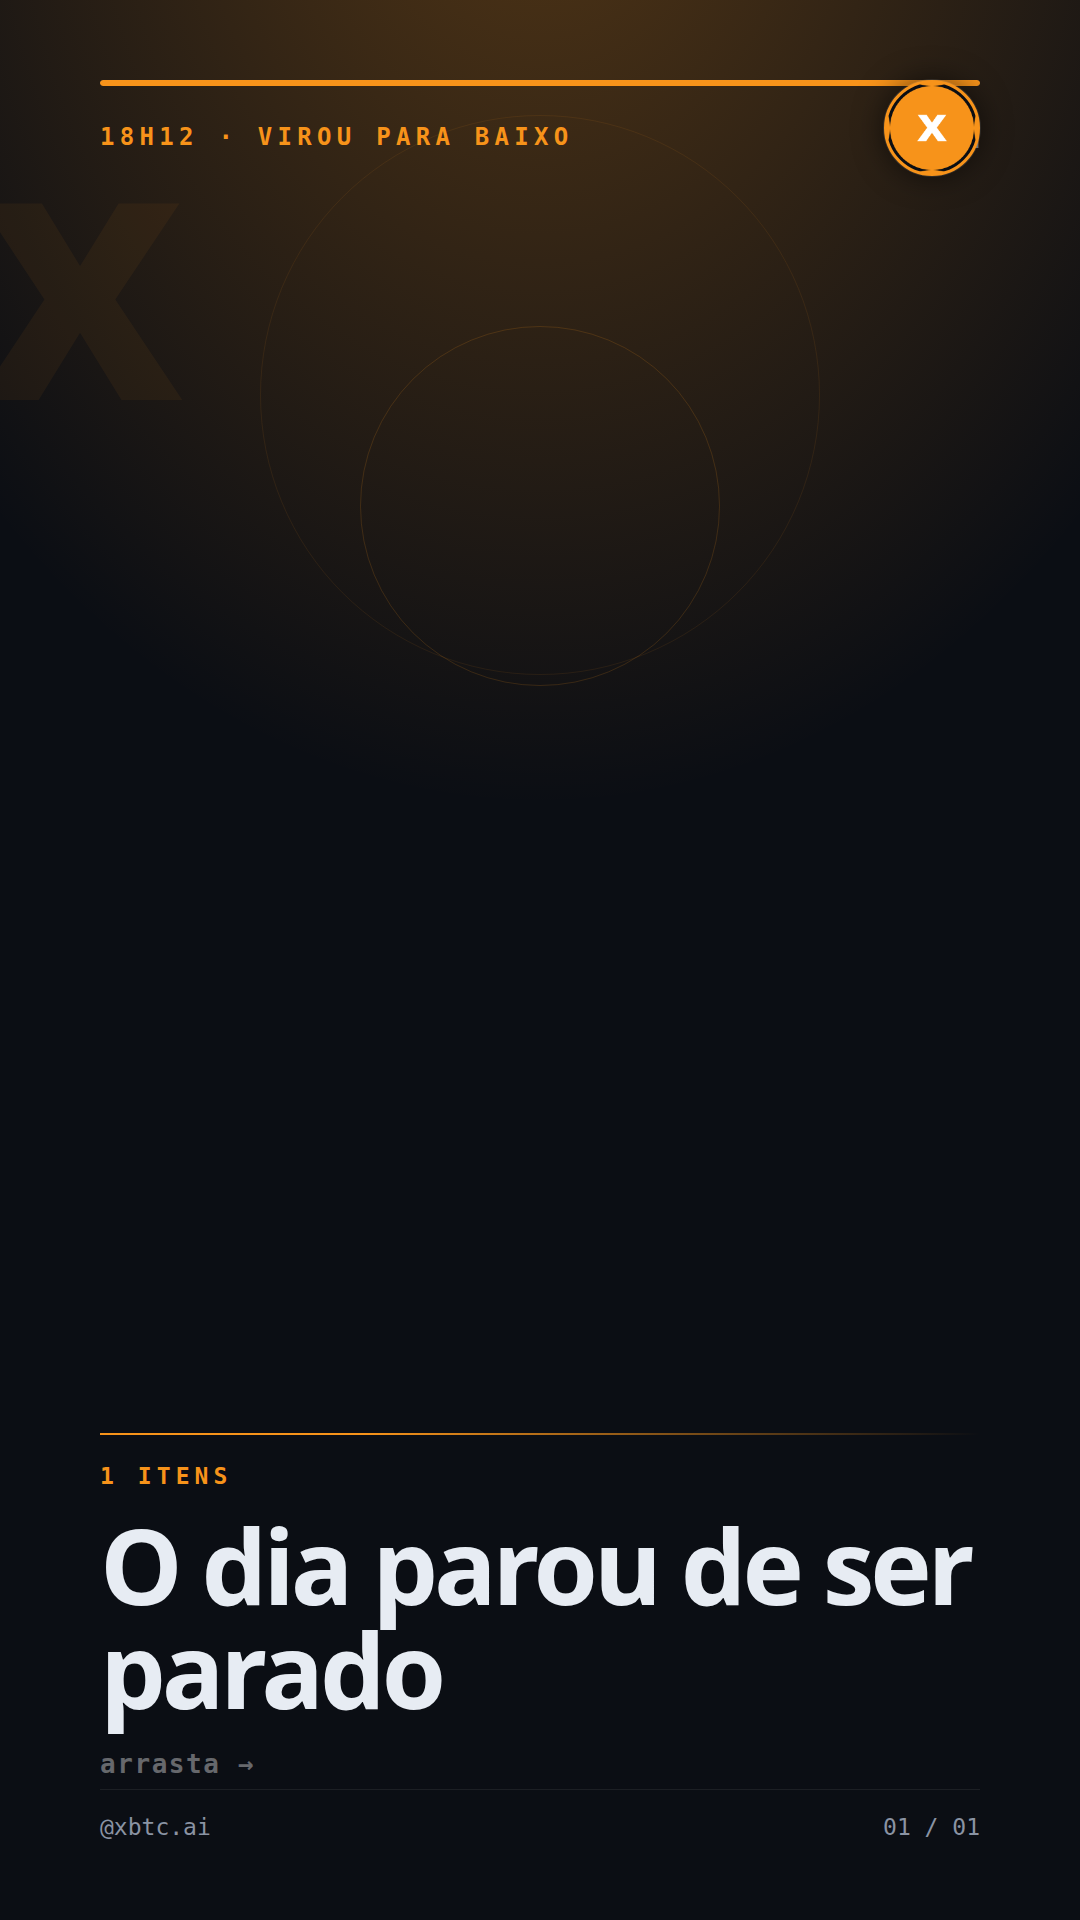 18H12 · VIROU PARA BAIXO
x
x
1 ITENS
O dia parou de ser
parado
arrasta →
@xbtc.ai
01 / 01